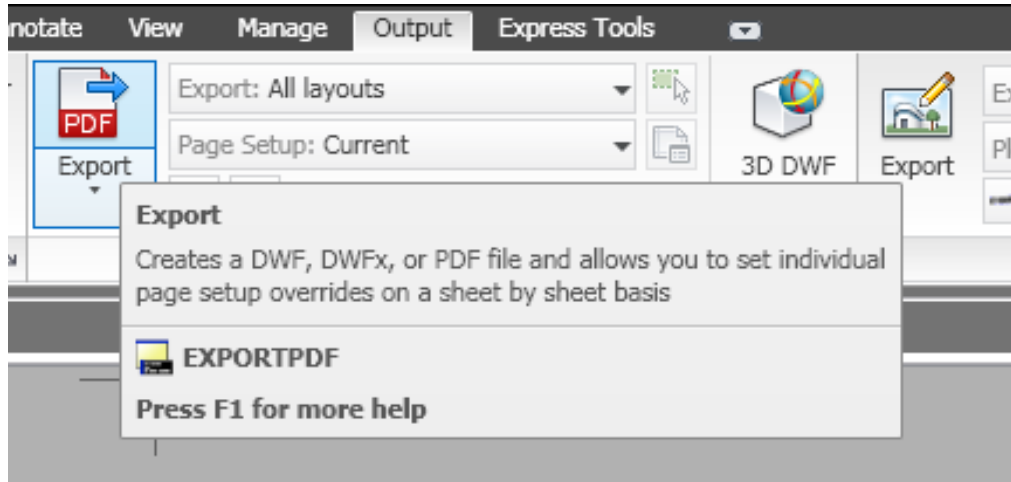 notate View Manage Output Express Tools
PDF
Export
Export: All layouts
Page Setup: Current
3D DWF
Export
Ex
Pl
Export
Creates a DWF, DWFx, or PDF file and allows you to set individual
page setup overrides on a sheet by sheet basis
EXPORTPDF
Press F1 for more help